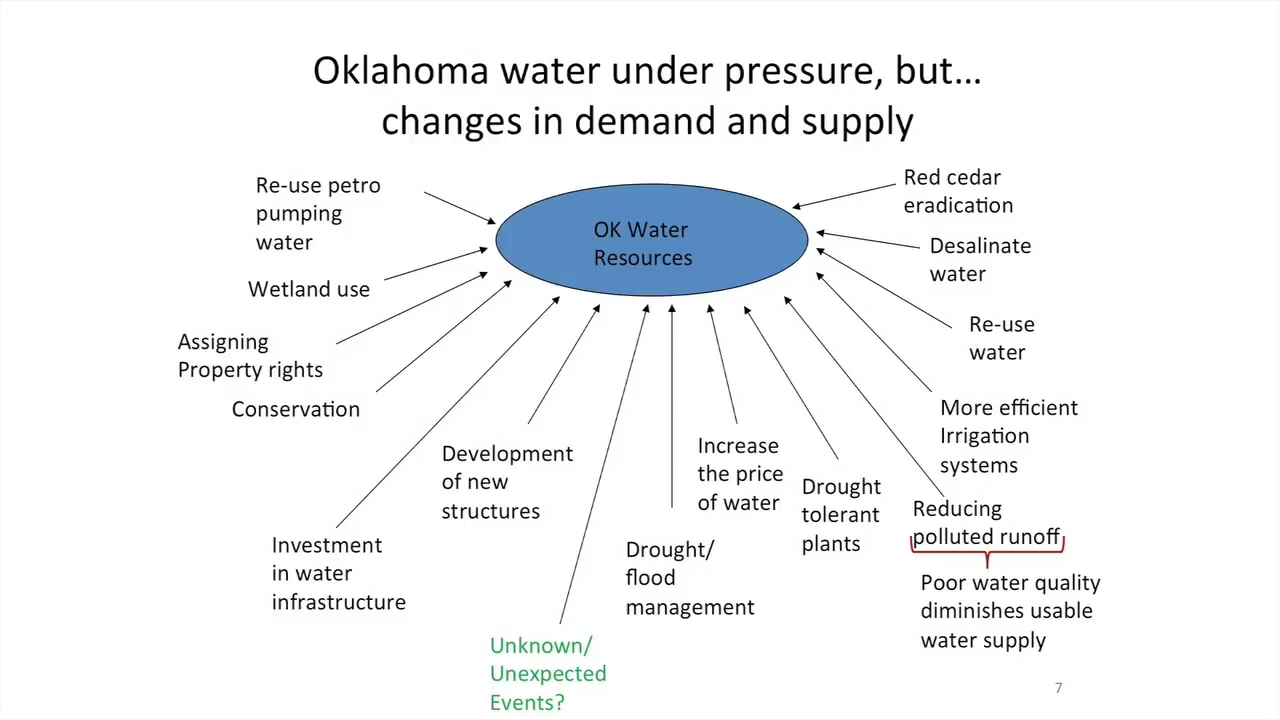 Oklahoma water under pressure, but…
changes in demand and supply
Re-use petro
pumping
water
Wetland use
Assigning
Property rights
Conservation
Investment
in water
infrastructure
Development
of new
structures
Unknown/
Unexpected
Events?
OK Water
Resources
Drought/
flood
management
Increase
the price
of water
Drought
tolerant
plants
Red cedar
eradication
Desalinate
water
Re-use
water
More efficient
Irrigation
systems
Reducing
polluted runoff
Poor water quality
diminishes usable
water supply
7